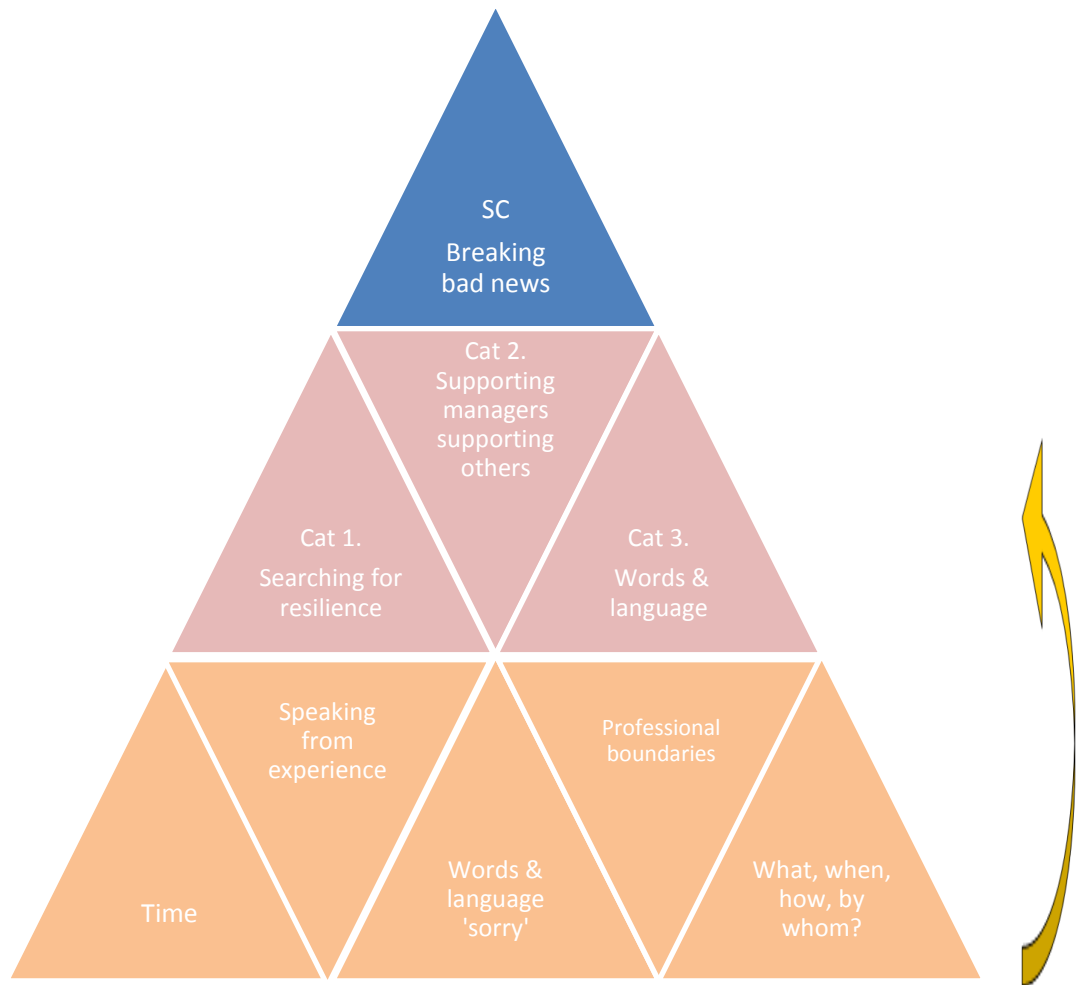 SC
Breaking
bad news
Cat 1.
Searching for
resilience
Cat 2.
Supporting
managers
supporting
others
Cat 3.
Words &
language
Time
Speaking
from
experience
Words &
language
'sorry'
Professional
boundaries
What, when,
how, by
whom?